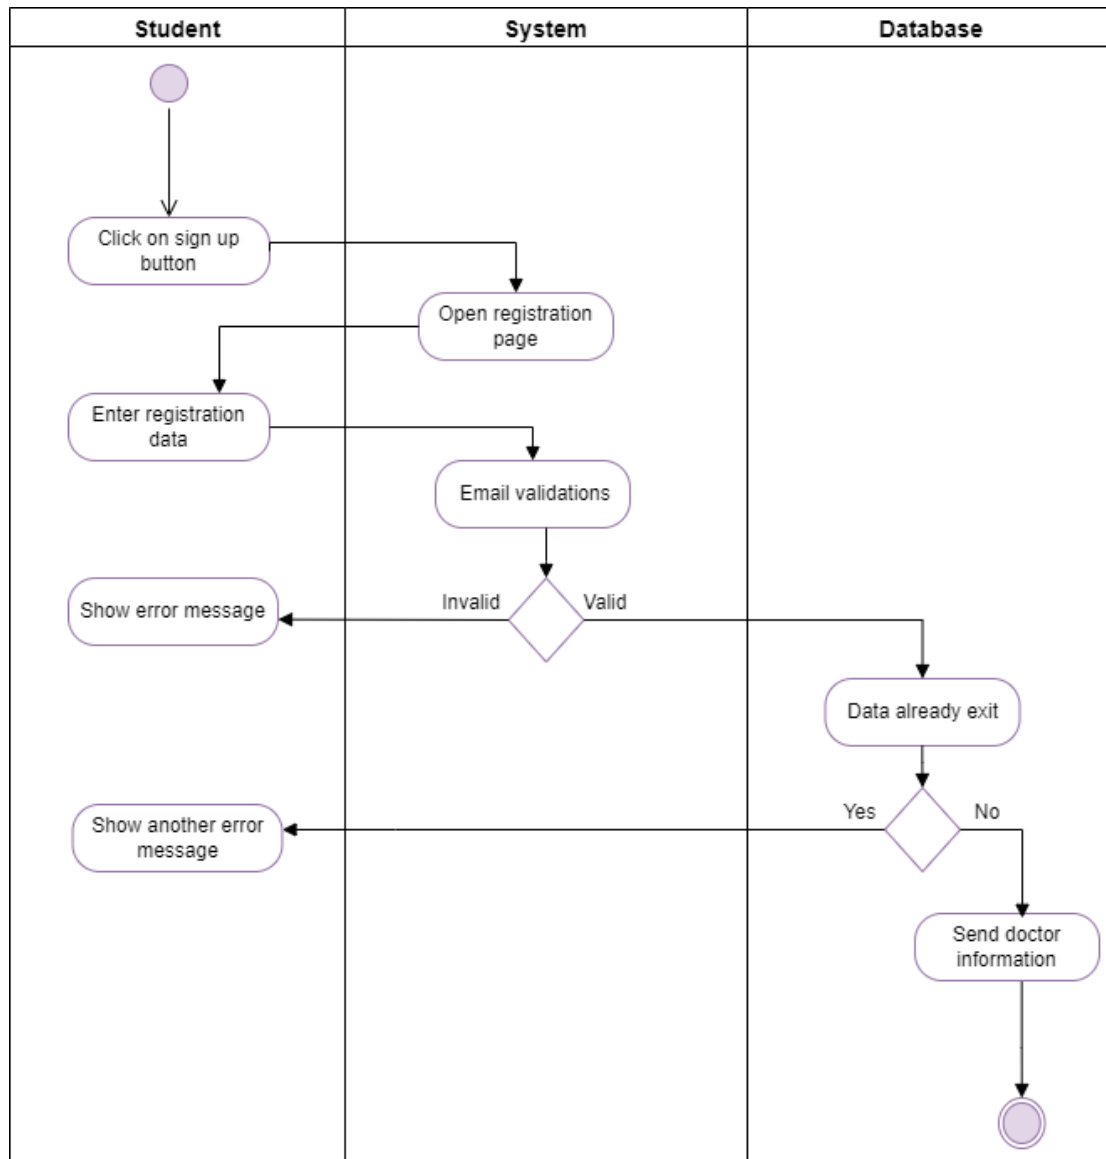 Student
System
Database
Click on sign up
button
Open registration
page
Enter registration
data
Email validations
Invalid
Valid
Show error message
Data already exit
Yes
No
Show another error
message
Send doctor
information